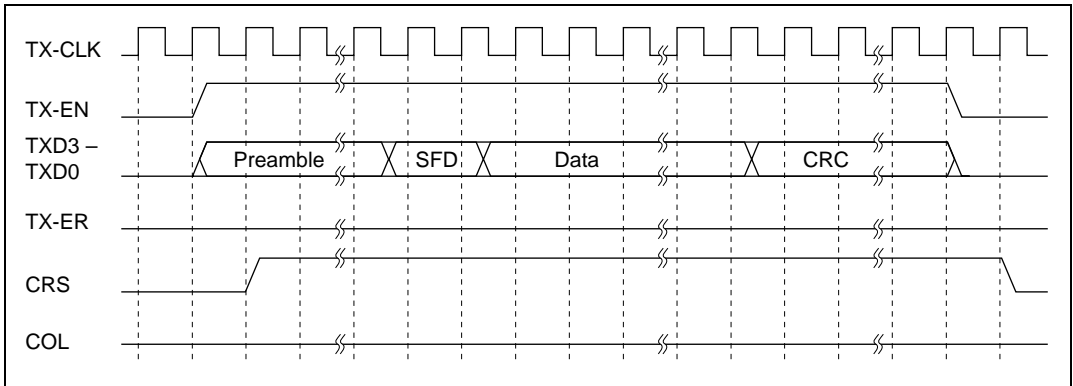 TX-CLK
TX-EN
TXD3 –
TXD0
Preamble
SFD
Data
CRC
TX-ER
CRS
COL